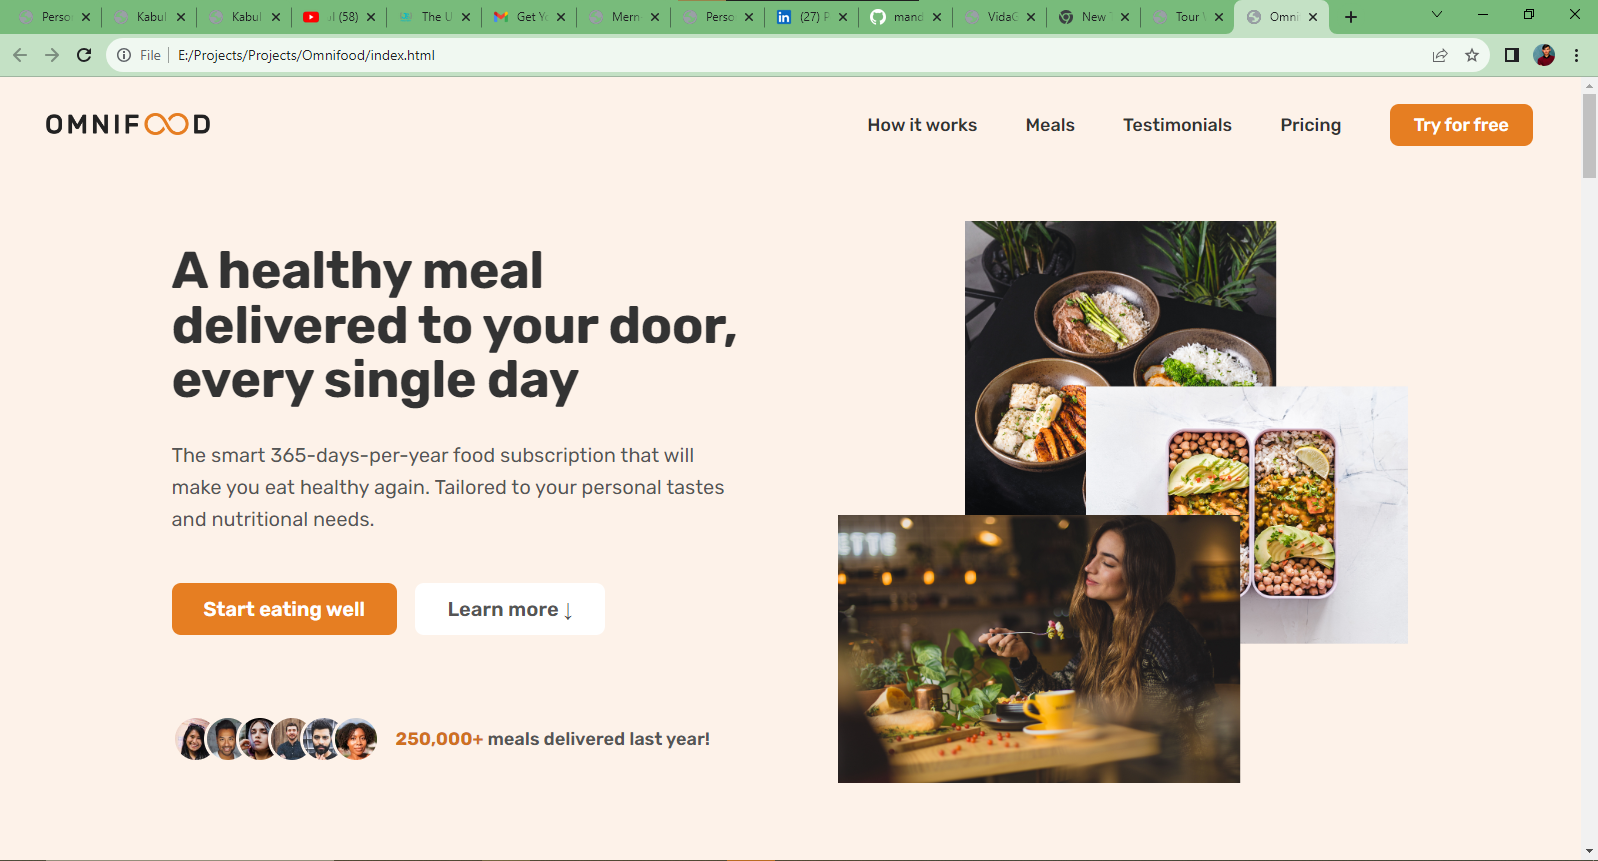 Perso
Kabul
Kabul
(58)
The U
Get Yo
Mern
Perso
(27) P
mand
VidaG
New T
Tour V
Omni
File
E:/Projects/Projects/Omnifood/index.html
OMNIFOOD
How it works
Meals
Testimonials
Pricing
Try for free
A healthy meal
delivered to your door,
every single day
The smart 365-days-per-year food subscription that will
make you eat healthy again. Tailored to your personal tastes
and nutritional needs.
Start eating well
Learn more ↓
250,000+ meals delivered last year!
ETTE